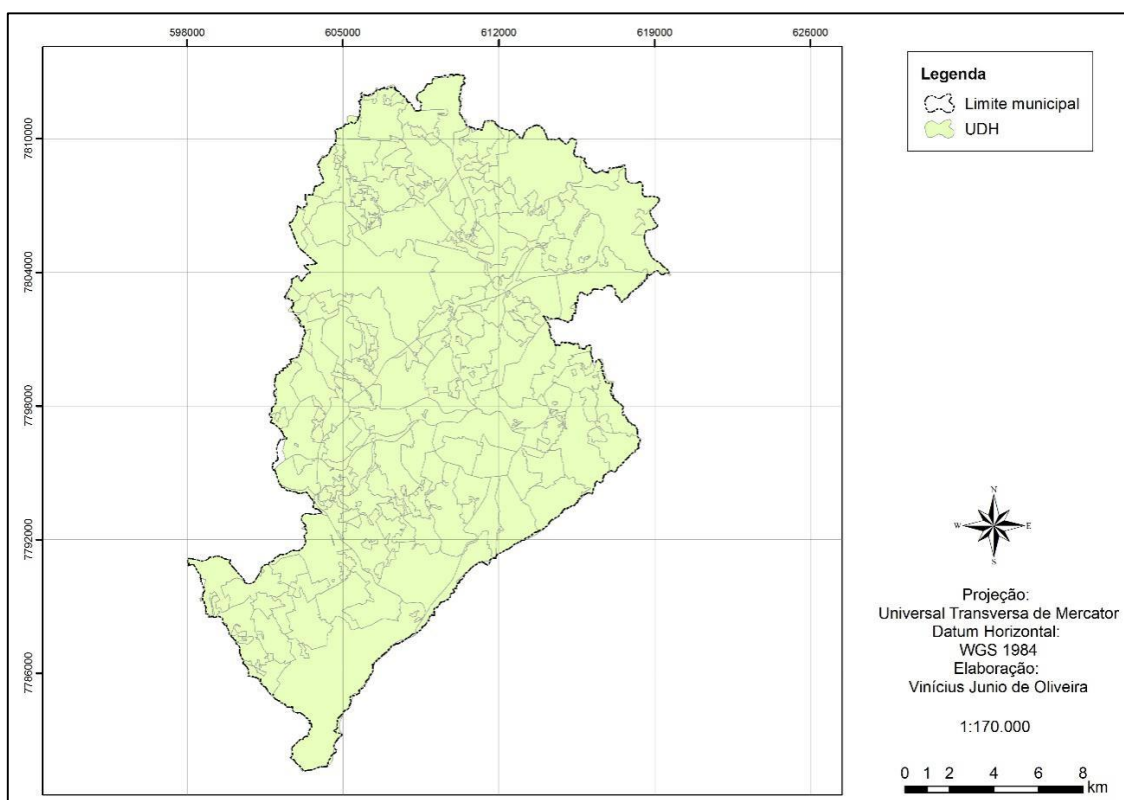 598000 605000 612000 619000 626000
7810000
7804000
7798000
7792000
7786000
Legenda
Limite municipal
UDH
N
W E
S
Projeção:
Universal Transversa de Mercator
Datum Horizontal:
WGS 1984
Elaboração:
Vinícius Junio de Oliveira
1:170.000
0 1 2 4 6 8
km